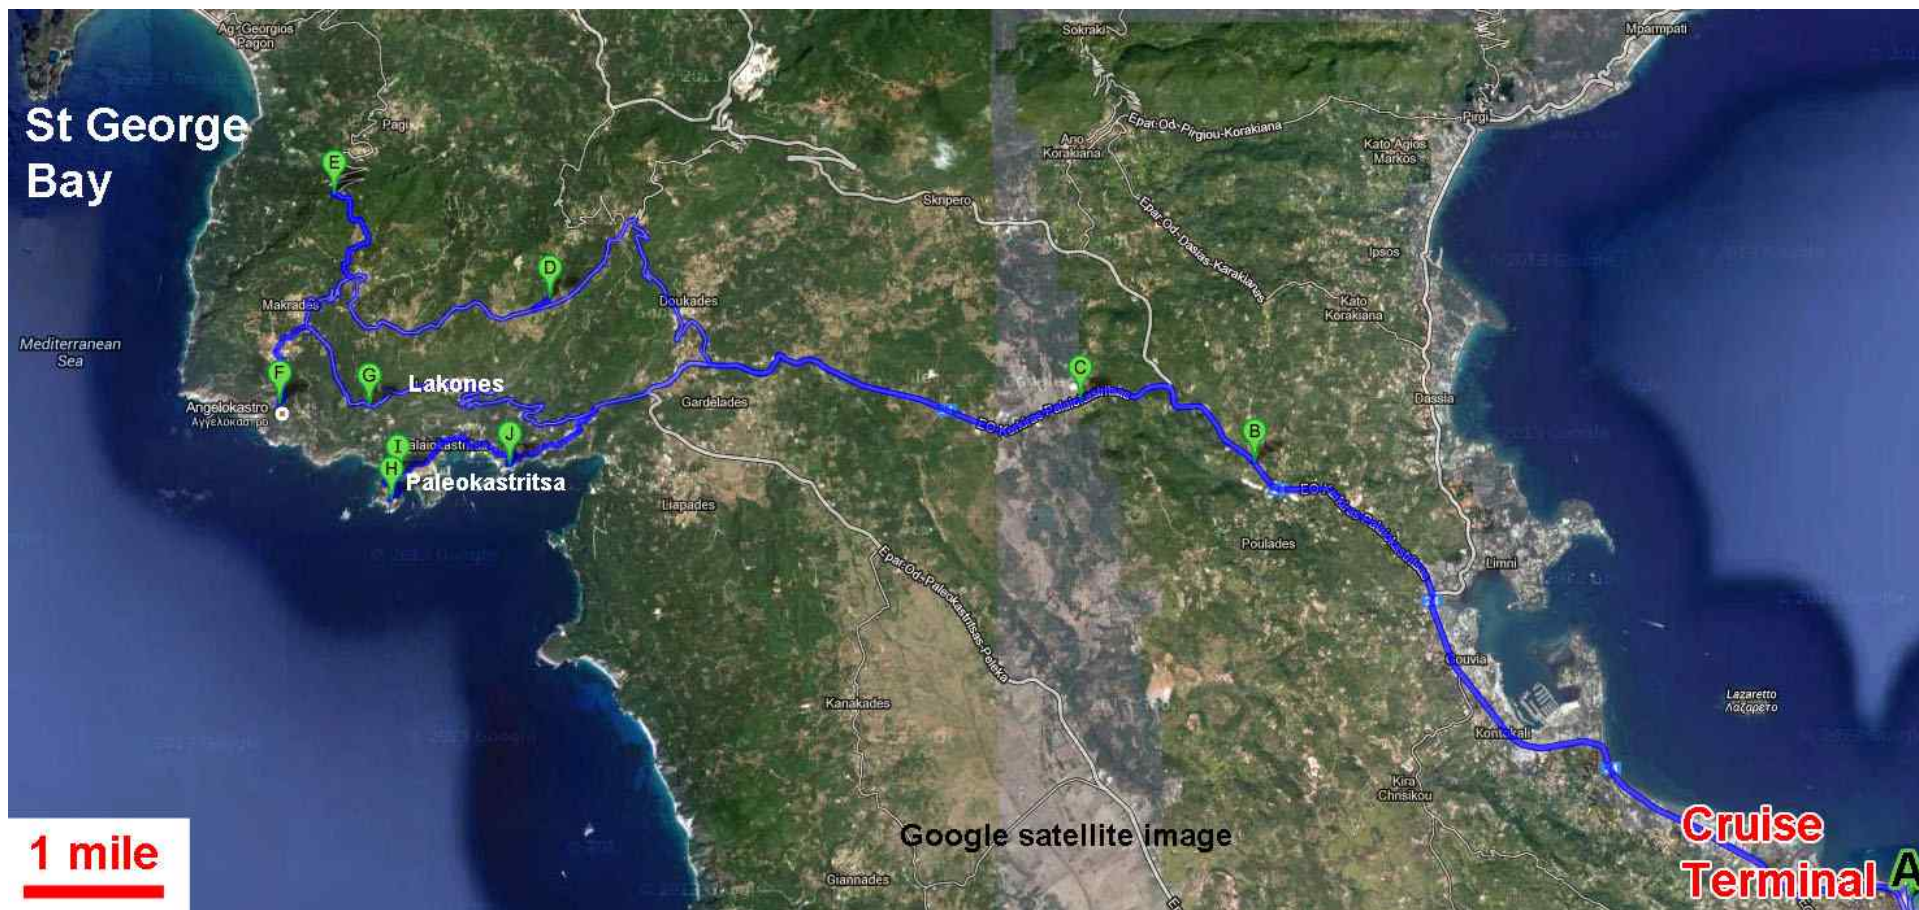 Ag. Georgios
Pagon
Sokraki
Mparmpati
St George
Bay
Pagi
E
Epar.Od-Pirgiou-Korakiana
Pirgi
Ano
Korakiana
Kato Agios
Markos
Skripero
Epar.Od-Dasias-Karakianas
Ipsos
D
Makrades
Doukades
Kato
Korakiana
Mediterranean
Sea
F
G
Lakones
C
Gardelades
Dassia
Angelokastro
Αγγελόκαστρο
B
J
I
H
Paleokastritsa
Liapades
Poulades
Limni
Epar.Od-Paleokastritsas-Peleka
Gouvia
Kanakades
Lazaretto
Λαζαρέτο
Kontokali
Kira
Chrisikou
1 mile
Google satellite image
Cruise
Terminal
A
Giannades